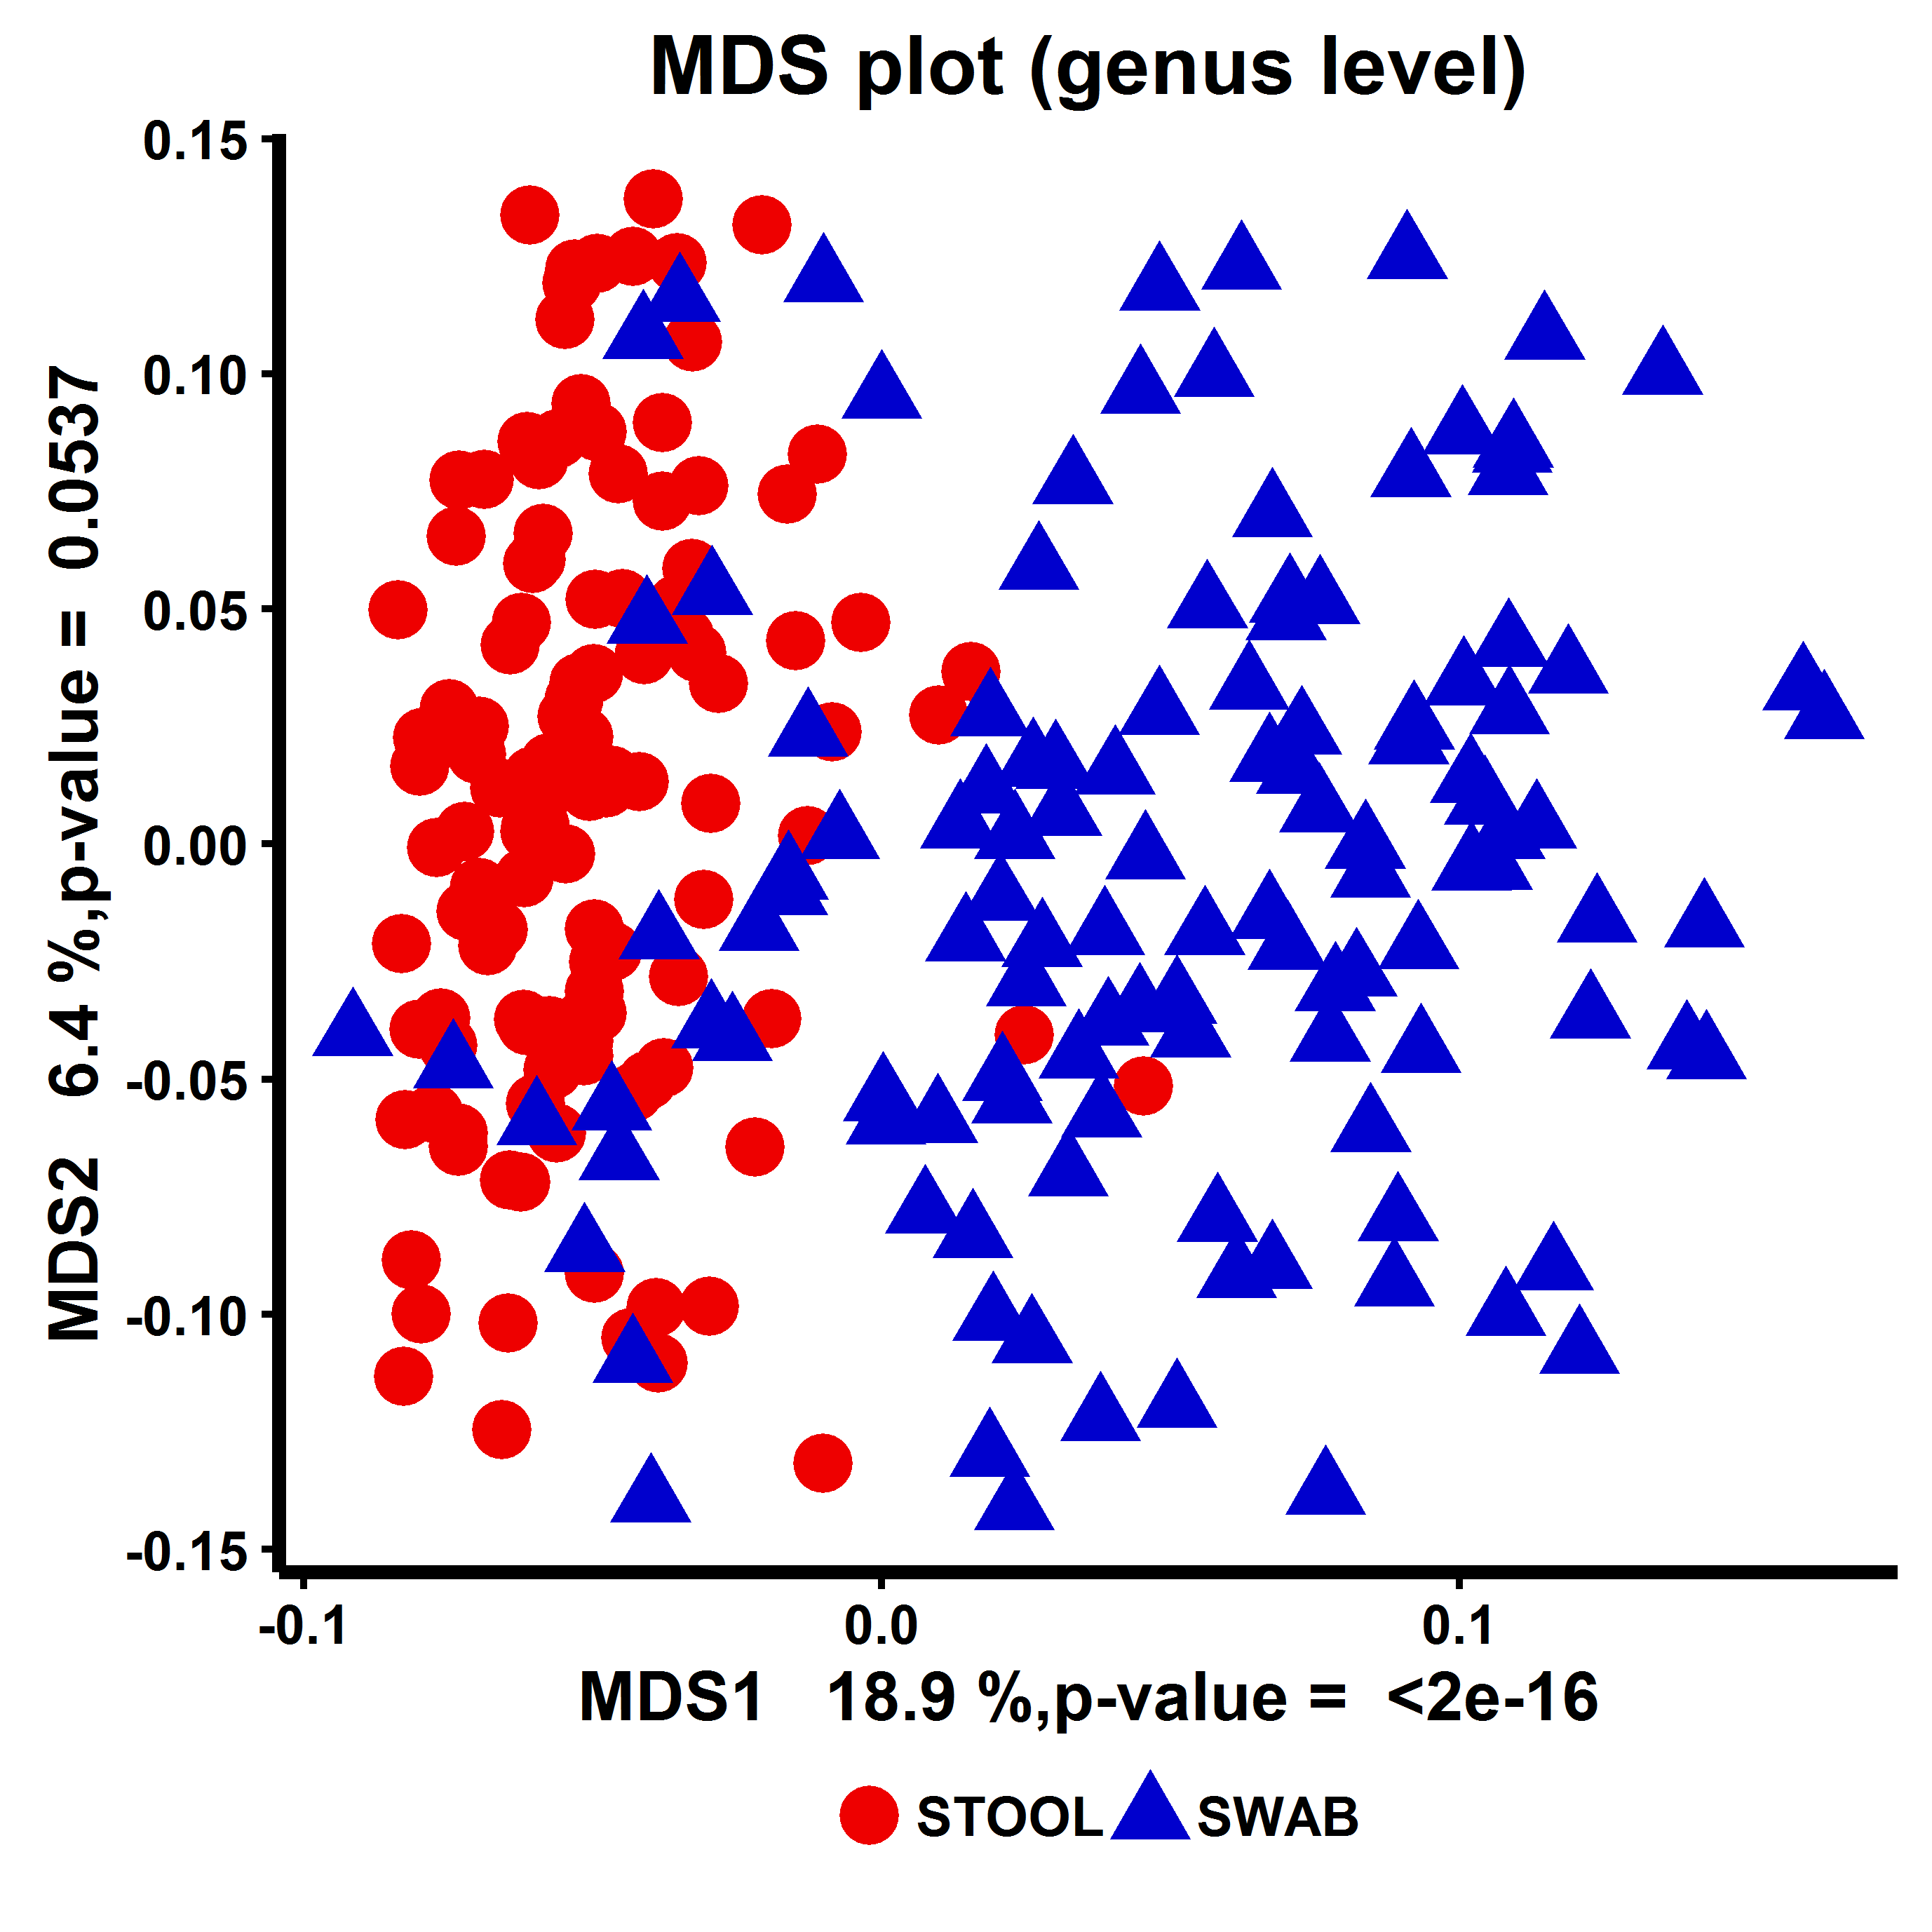 MDS plot (genus level)
0.15
0.10
0.05
0.00
-0.05
-0.10
-0.15
MDS2 6.4 %,p-value = 0.0537
-0.1 0.0 0.1
MDS1 18.9 %,p-value = <2e-16
STOOL SWAB